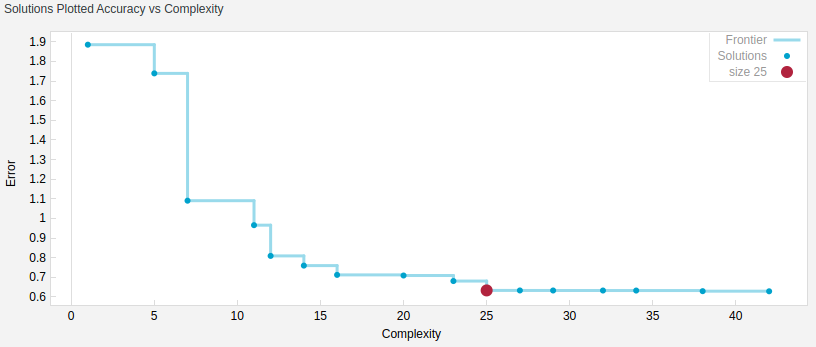 Solutions Plotted Accuracy vs Complexity
Frontier
Solutions
size 25
1.9
1.8
1.7
1.6
1.5
1.4
1.3
1.2
1.1
1
0.9
0.8
0.7
0.6
Error
0 5 10 15 20 25 30 35 40
Complexity